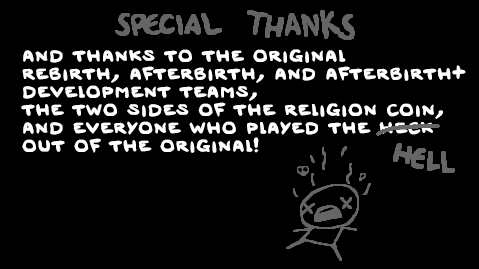 SPECIAL THANKS
AND THANKS TO THE ORIGINAL
REBIRTH, AFTERBIRTH, AND AFTERBIRTH+
DEVELOPMENT TEAMS,
THE TWO SIDES OF THE RELIGION COIN,
AND EVERYONE WHO PLAYED THE HECK
OUT OF THE ORIGINAL!
HELL